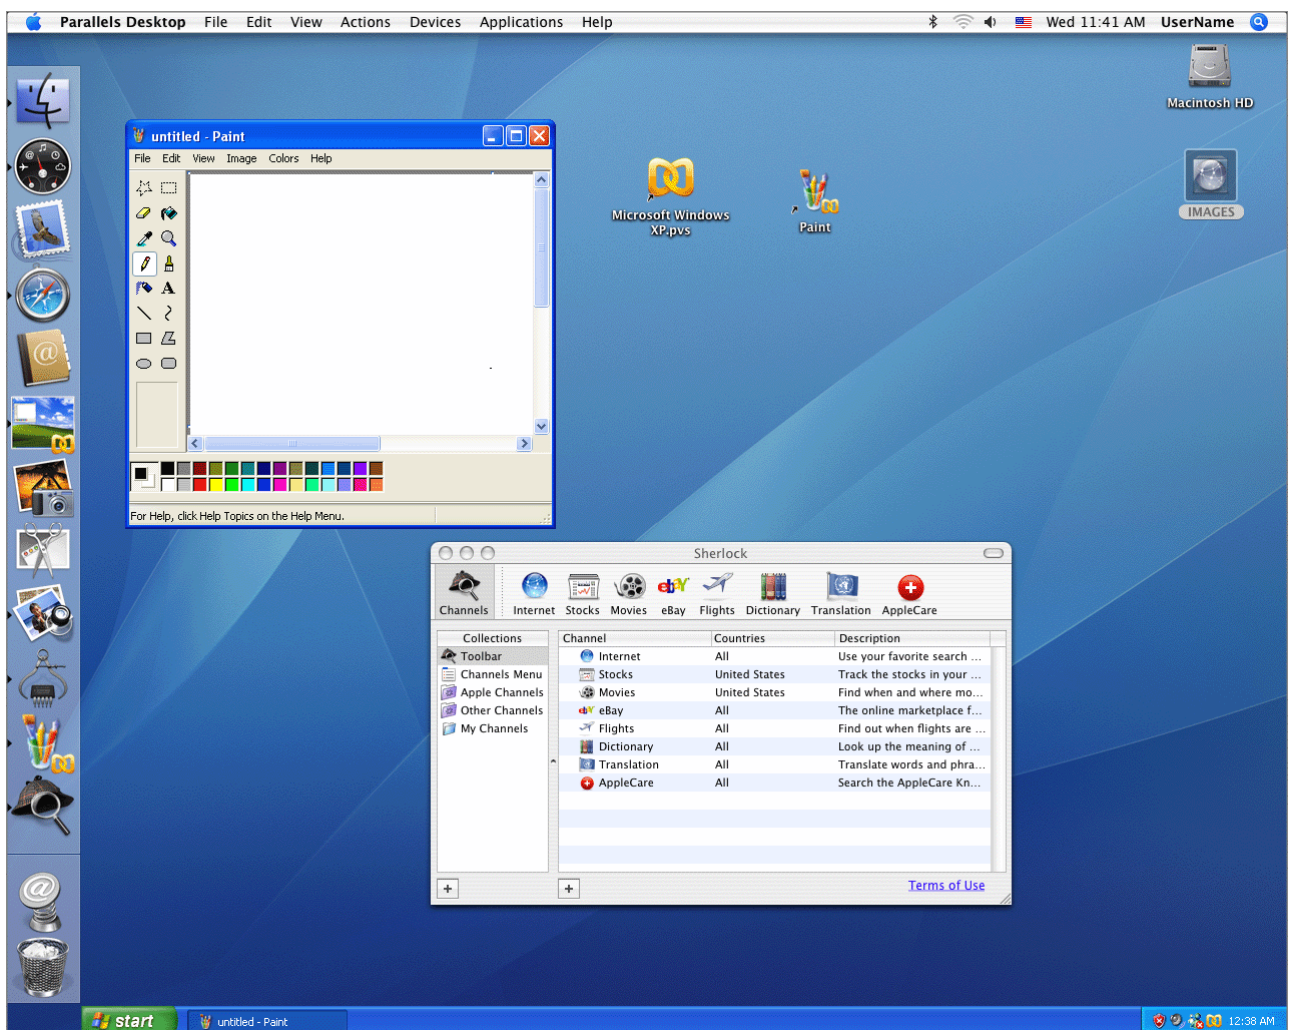 Parallels Desktop File Edit View Actions Devices Applications Help Wed 11:41 AM UserName
Macintosh HD
untitled - Paint
File Edit View Image Colors Help
A
Microsoft Windows
XP.pvs
Paint
IMAGES
For Help, click Help Topics on the Help Menu.
Sherlock
Channels Internet Stocks Movies eBay Flights Dictionary Translation AppleCare
Collections Channel Countries Description
Toolbar Internet All Use your favorite search ...
Channels Menu Stocks United States Track the stocks in your ...
Apple Channels Movies United States Find when and where mo...
Other Channels eBay All The online marketplace f...
My Channels Flights All Find out when flights are ...
Dictionary All Look up the meaning of ...
Translation All Translate words and phra...
AppleCare All Search the AppleCare Kn...
Terms of Use
start untitled - Paint 12:38 AM